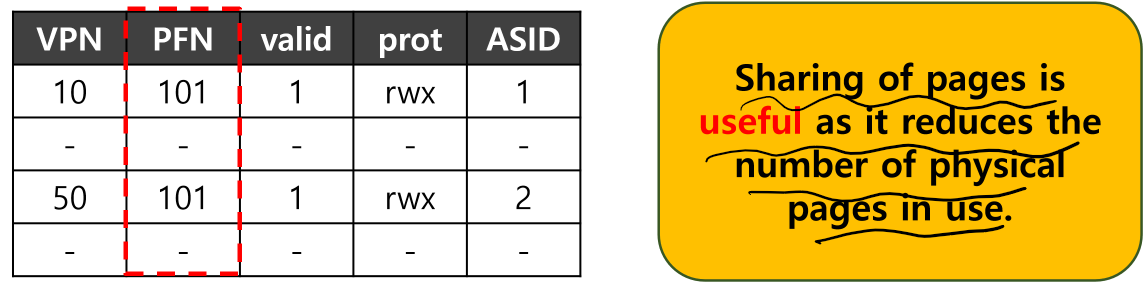 VPN PFN valid prot ASID
10 101 1 rwx 1
- - - - -
50 101 1 rwx 2
- - - - -
Sharing of pages is
useful as it reduces the
number of physical
pages in use.